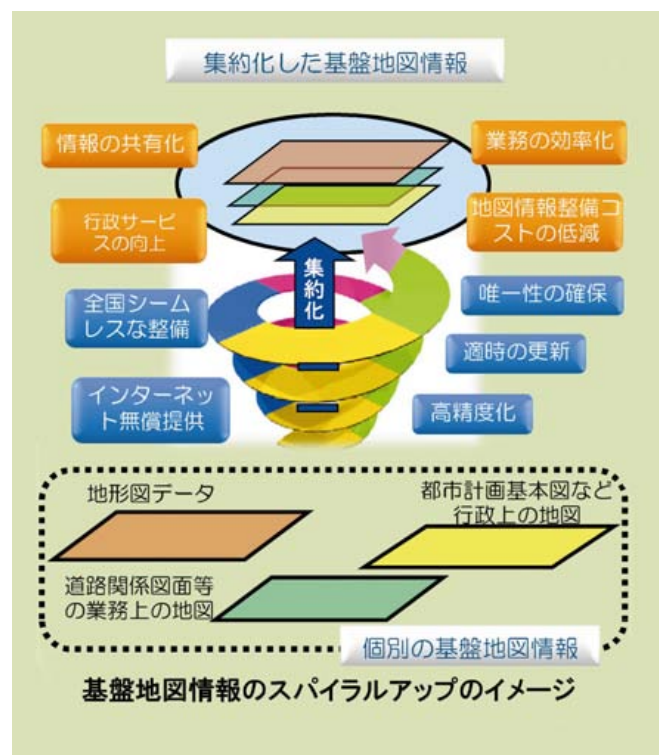 集約化した基盤地図情報
情報の共有化
業務の効率化
行政サービ
スの向上
地図情報整備コ
ストの低減
集約化
全国シーム
レスな整備
唯一性の確保
適時の更新
インターネッ
ト無償提供
高精度化
地形図データ
都市計画基本図など
行政上の地図
道路関係図面等
の業務上の地図
個別の基盤地図情報
基盤地図情報のスパイラルアップのイメージ